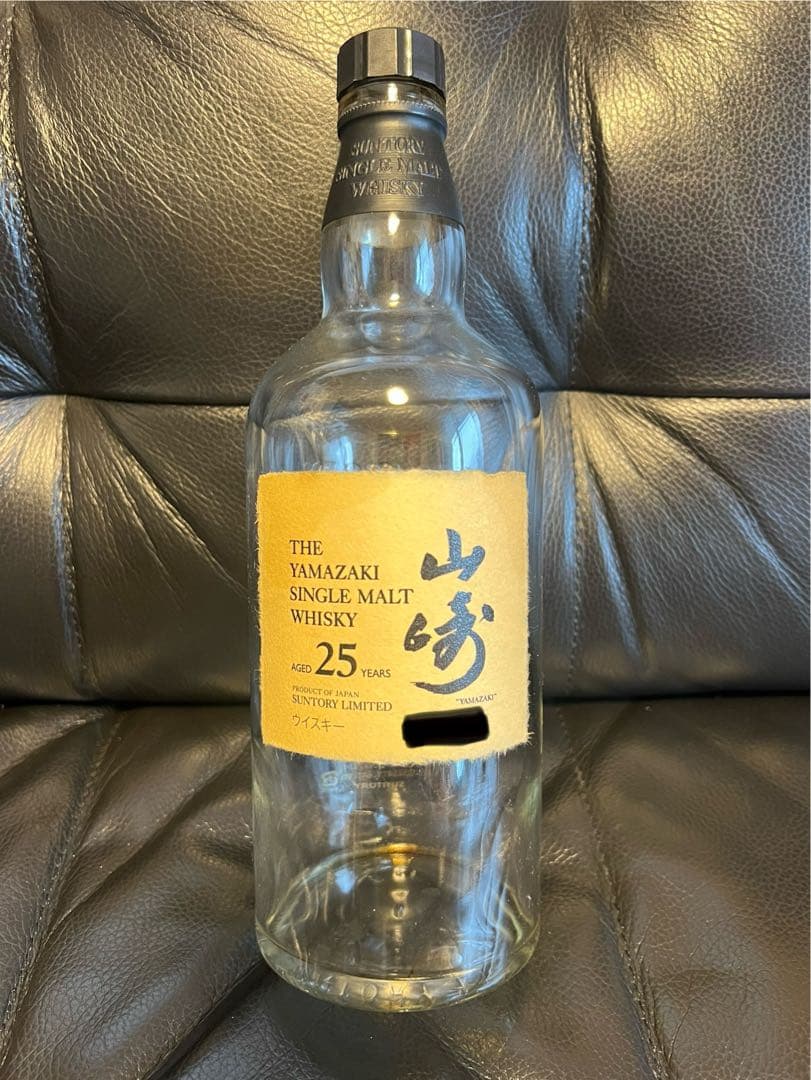 SUNTORY
SINGLE MALT
WHISKY
THE
YAMAZAKI
SINGLE MALT
WHISKY
AGED 25 YEARS
PRODUCT OF JAPAN
SUNTORY LIMITED
ウイスキー
山崎
"YAMAZAKI"
SUNTORY